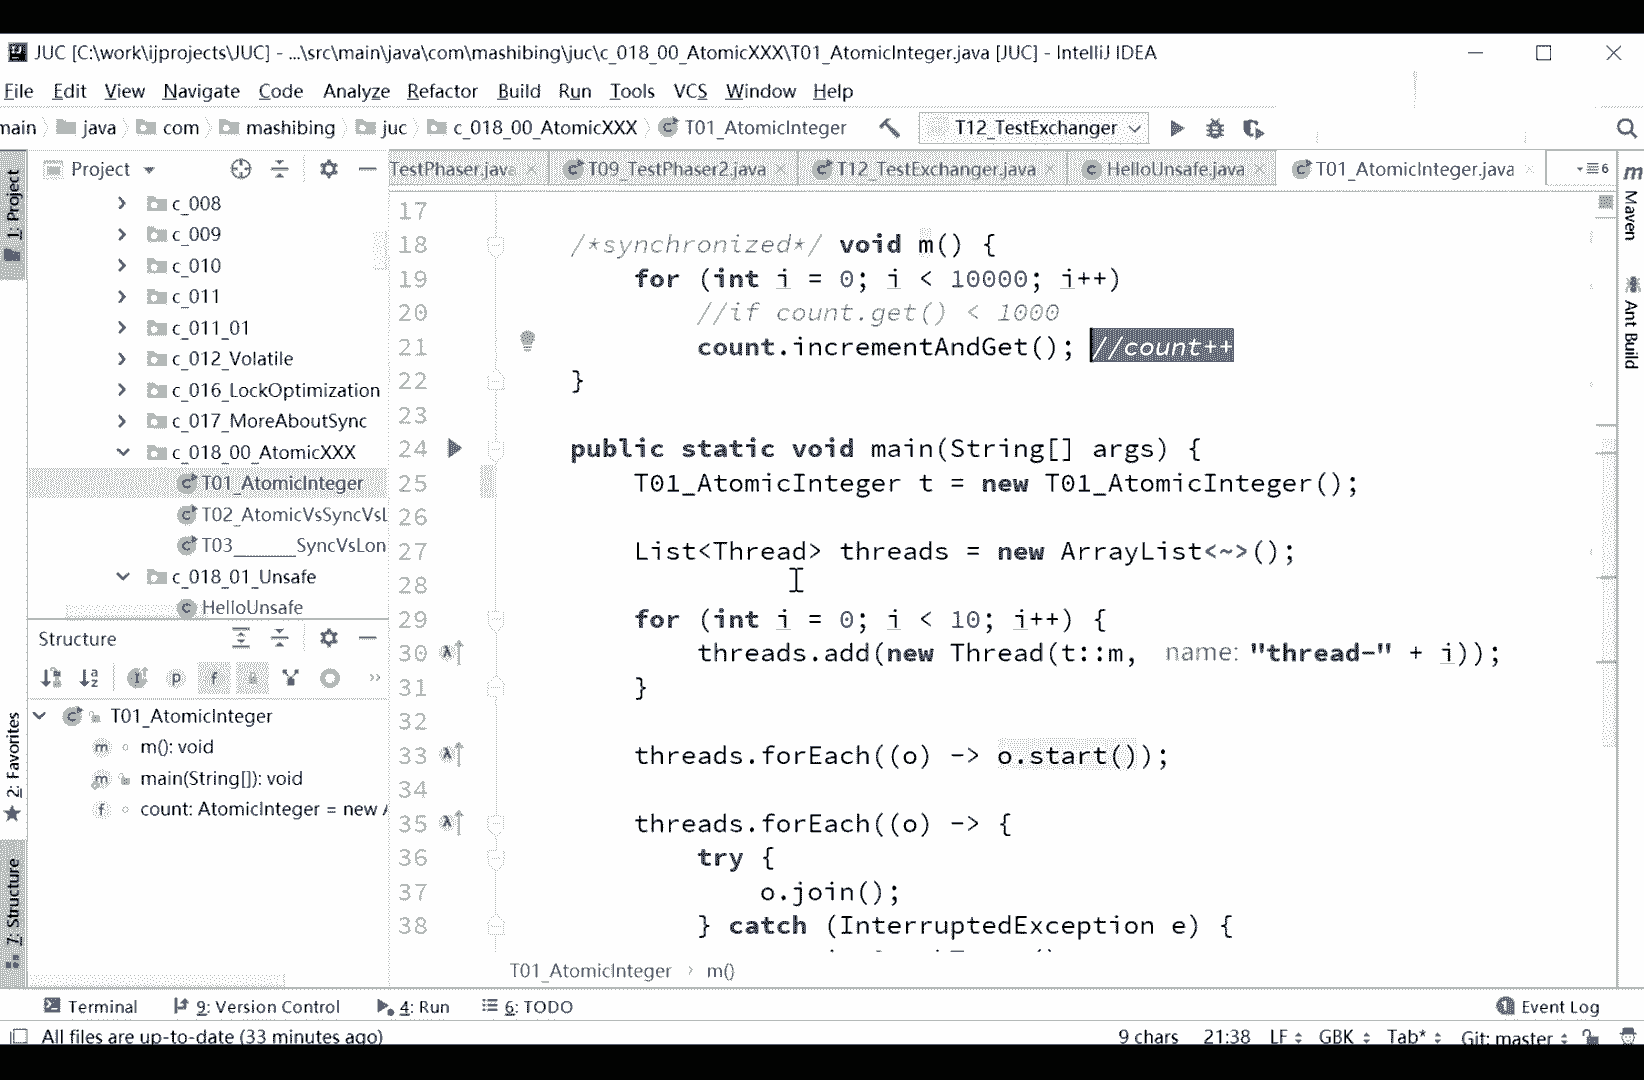 JUC [C:\work\ijprojects\JUC] - ...\src\main\java\com\mashibing\juc\c_018_00_AtomicXXX\T01_AtomicInteger.java [JUC] - IntelliJ IDEA
File Edit View Navigate Code Analyze Refactor Build Run Tools VCS Window Help
main java com mashibing juc c_018_00_AtomicXXX T01_AtomicInteger T12_TestExchanger
Project
TestPhaser.java T09_TestPhaser2.java T12_TestExchanger.java HelloUnsafe.java T01_AtomicInteger.java 6
1: Project
c_008
c_009
c_010
c_011
c_011_01
c_012_Volatile
c_016_LockOptimization
c_017_MoreAboutSync
c_018_00_AtomicXXX
T01_AtomicInteger
T02_AtomicVsSyncVsL
T03______SyncVsLon
c_018_01_Unsafe
HelloUnsafe
Structure
T01_AtomicInteger
m(): void
main(String[]): void
count: AtomicInteger = new A
2: Favorites
7: Structure
17
18 /*synchronized*/ void m() {
19 for (int i = 0; i < 10000; i++)
20 //if count.get() < 1000
21 count.incrementAndGet(); //count++
22 }
23
24 public static void main(String[] args) {
25 T01_AtomicInteger t = new T01_AtomicInteger();
26
27 List<Thread> threads = new ArrayList<~>();
28
29 for (int i = 0; i < 10; i++) {
30 threads.add(new Thread(t::m, name: "thread-" + i));
31 }
32
33 threads.forEach((o) -> o.start());
34
35 threads.forEach((o) -> {
36 try {
37 o.join();
38 } catch (InterruptedException e) {
T01_AtomicInteger › m()
Maven
Ant Build
Terminal 9: Version Control 4: Run 6: TODO Event Log
All files are up-to-date (33 minutes ago) 9 chars 21:38 LF GBK Tab* Git: master